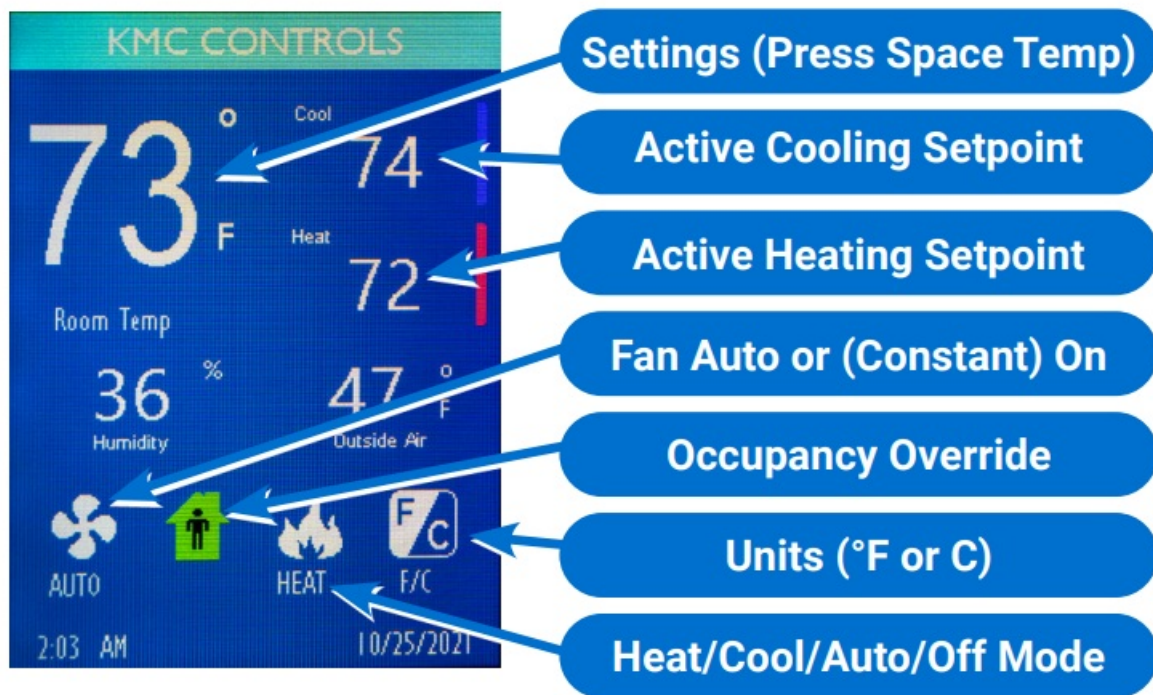 KMC CONTROLS
73 °F
Room Temp
Cool
74
Heat
72
36 %
Humidity
47 °F
Outside Air
AUTO
HEAT
F/C
F/C
2:03 AM
10/25/2021
Settings (Press Space Temp)
Active Cooling Setpoint
Active Heating Setpoint
Fan Auto or (Constant) On
Occupancy Override
Units (°F or C)
Heat/Cool/Auto/Off Mode